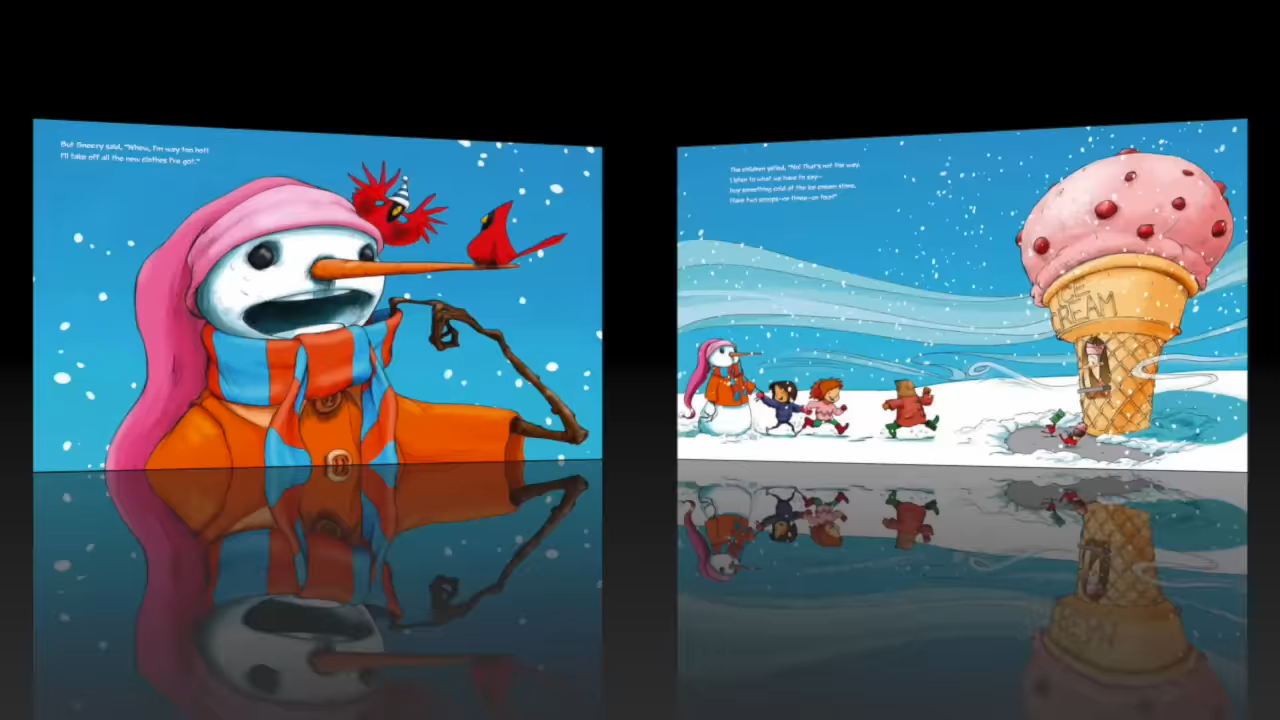 But Sneezy said, "Whew, I'm way too hot!
I'll take off all the new clothes I've got."
The children yelled, "No! That's not the way.
Listen to what we have to say—
buy something cold at the ice cream store.
Have two scoops—or three—or four!"
ICE
CREAM